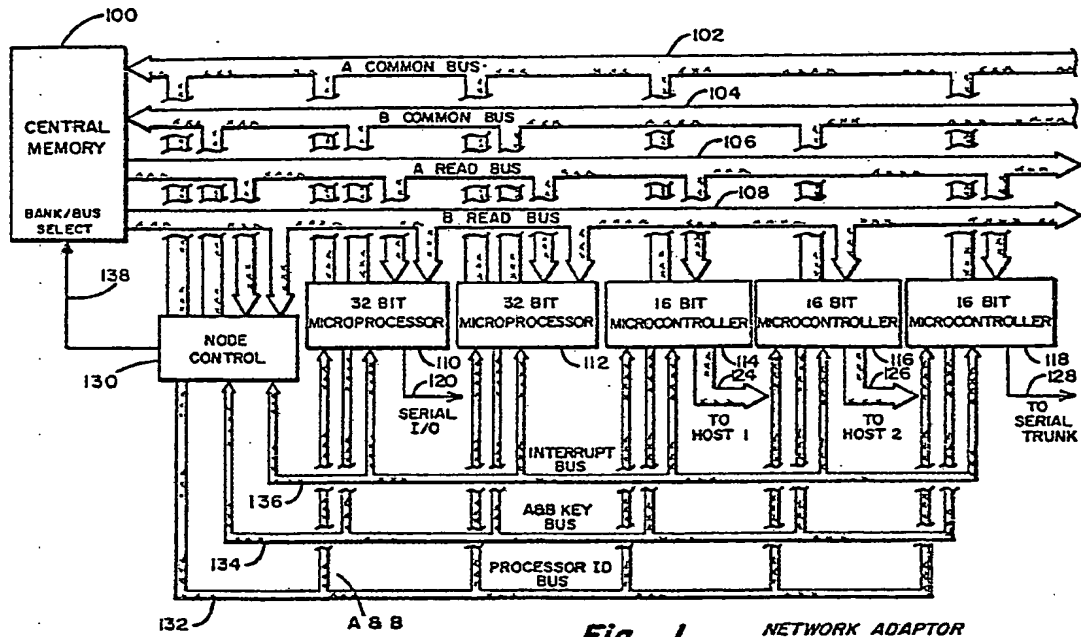 100
102
A COMMON BUS
104
CENTRAL MEMORY
B COMMON BUS
106
A READ BUS
108
BANK/BUS SELECT
B READ BUS
138
32 BIT MICROPROCESSOR
32 BIT MICROPROCESSOR
16 BIT MICROCONTROLLER
16 BIT MICROCONTROLLER
16 BIT MICROCONTROLLER
NODE CONTROL
130
110
112
114
116
118
120
124
126
128
SERIAL I/O
TO HOST 1
TO HOST 2
TO SERIAL TRUNK
INTERRUPT BUS
136
A&B KEY BUS
134
PROCESSOR ID BUS
132
A & B
Fig. 1
NETWORK ADAPTOR